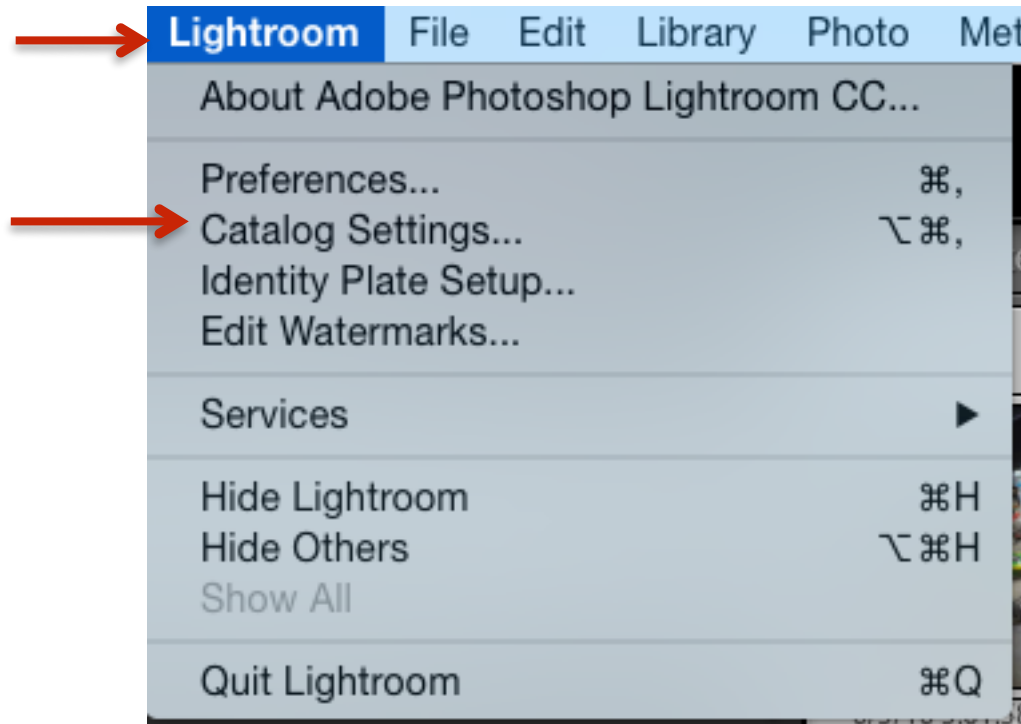 Lightroom File Edit Library Photo Met
About Adobe Photoshop Lightroom CC...
Preferences... ⌘,
Catalog Settings... ⌥⌘,
Identity Plate Setup...
Edit Watermarks...
Services ▶
Hide Lightroom ⌘H
Hide Others ⌥⌘H
Show All
Quit Lightroom ⌘Q